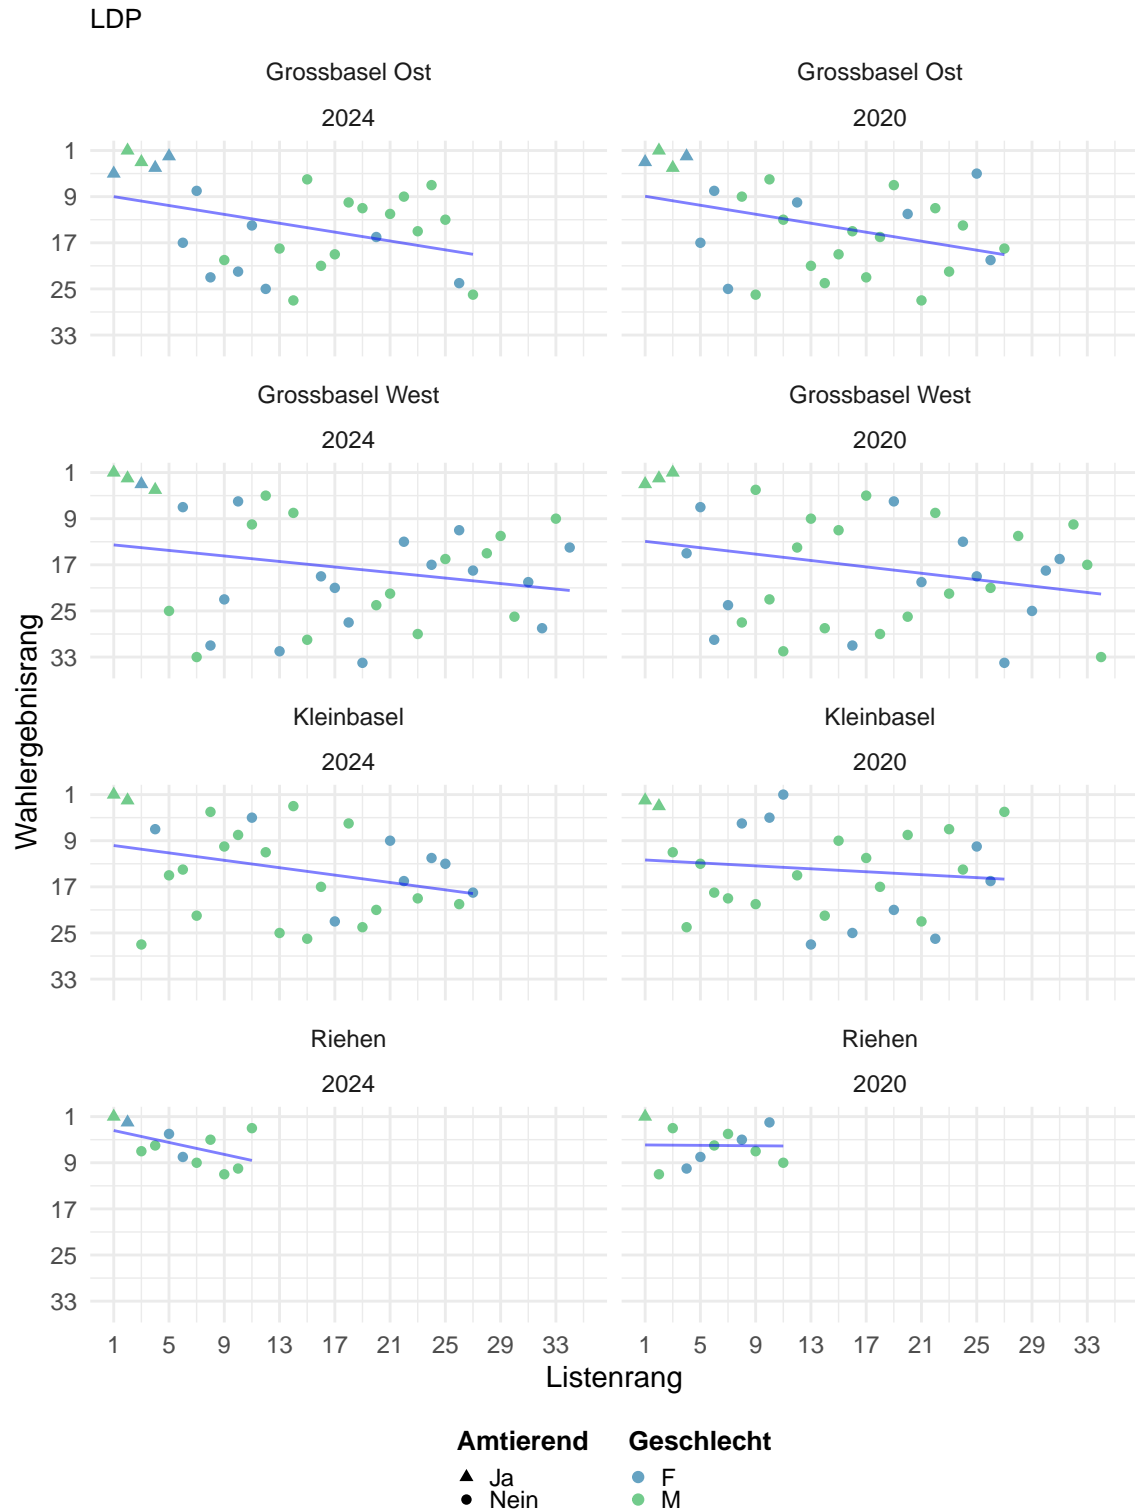 LDP
Grossbasel Ost Grossbasel Ost
2024 2020
1
9
17
25
33
Grossbasel West Grossbasel West
2024 2020
1
9
17
25
33
Kleinbasel Kleinbasel
2024 2020
1
9
17
25
33
Riehen Riehen
2024 2020
1
9
17
25
33
Wahlergebnisrang
1 5 9 13 17 21 25 29 33 1 5 9 13 17 21 25 29 33
Listenrang
Amtierend Geschlecht
Ja F
Nein M